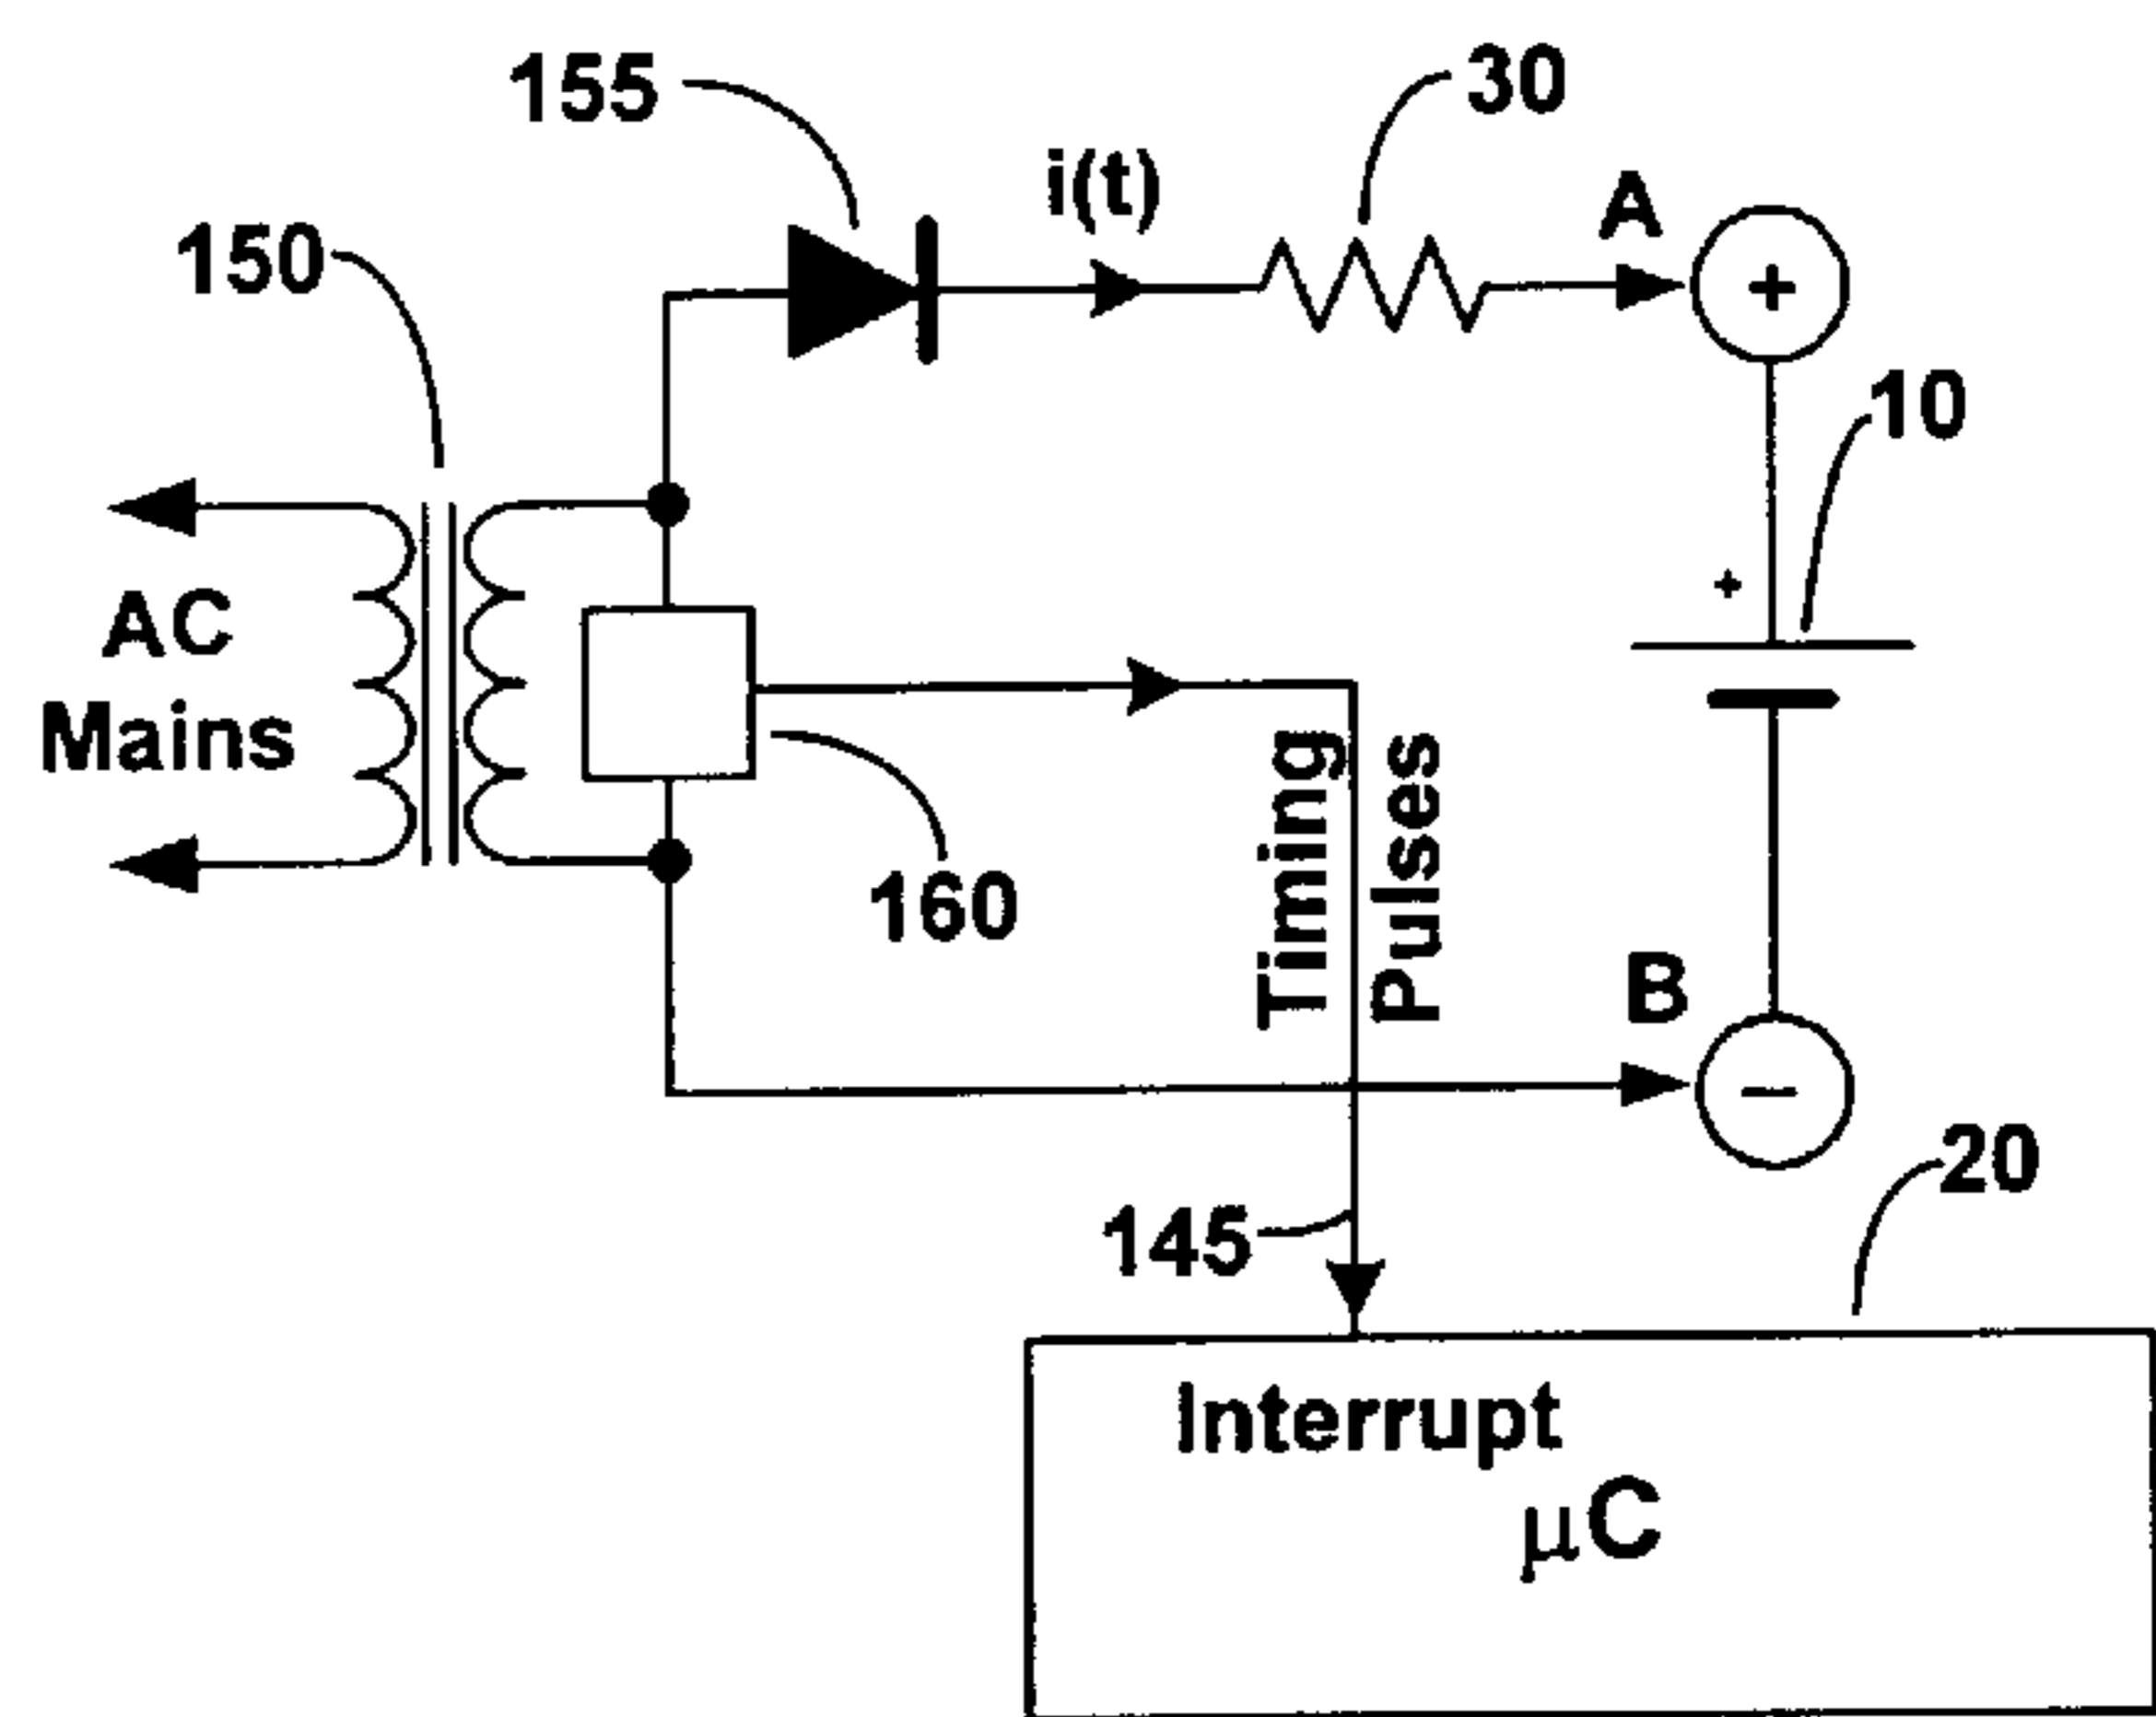 155
30
i(t)
A
150
+
10
+
AC
Mains
Timing
Pulses
160
B
−
20
145
Interrupt
µC